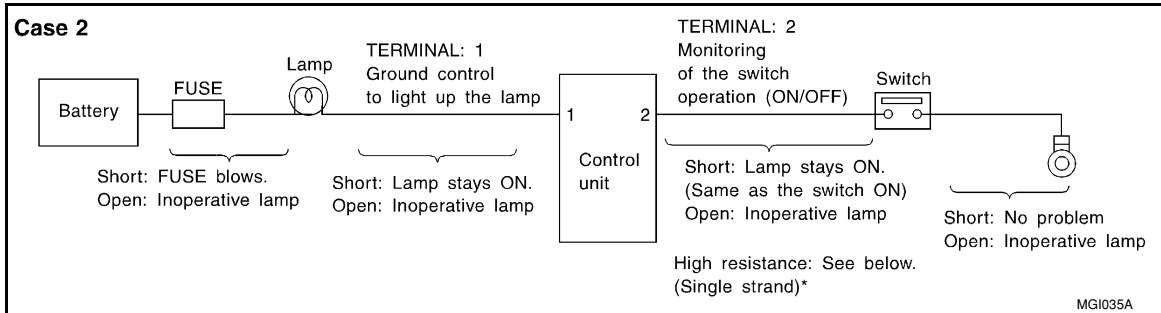 Case 2
TERMINAL: 2
Monitoring
of the switch
operation (ON/OFF)
TERMINAL: 1
Ground control
to light up the lamp
Lamp
FUSE
Switch
Battery
1
2
Control
unit
Short: FUSE blows.
Open: Inoperative lamp
Short: Lamp stays ON.
Open: Inoperative lamp
Short: Lamp stays ON.
(Same as the switch ON)
Open: Inoperative lamp
Short: No problem
Open: Inoperative lamp
High resistance: See below.
(Single strand)*
MGI035A